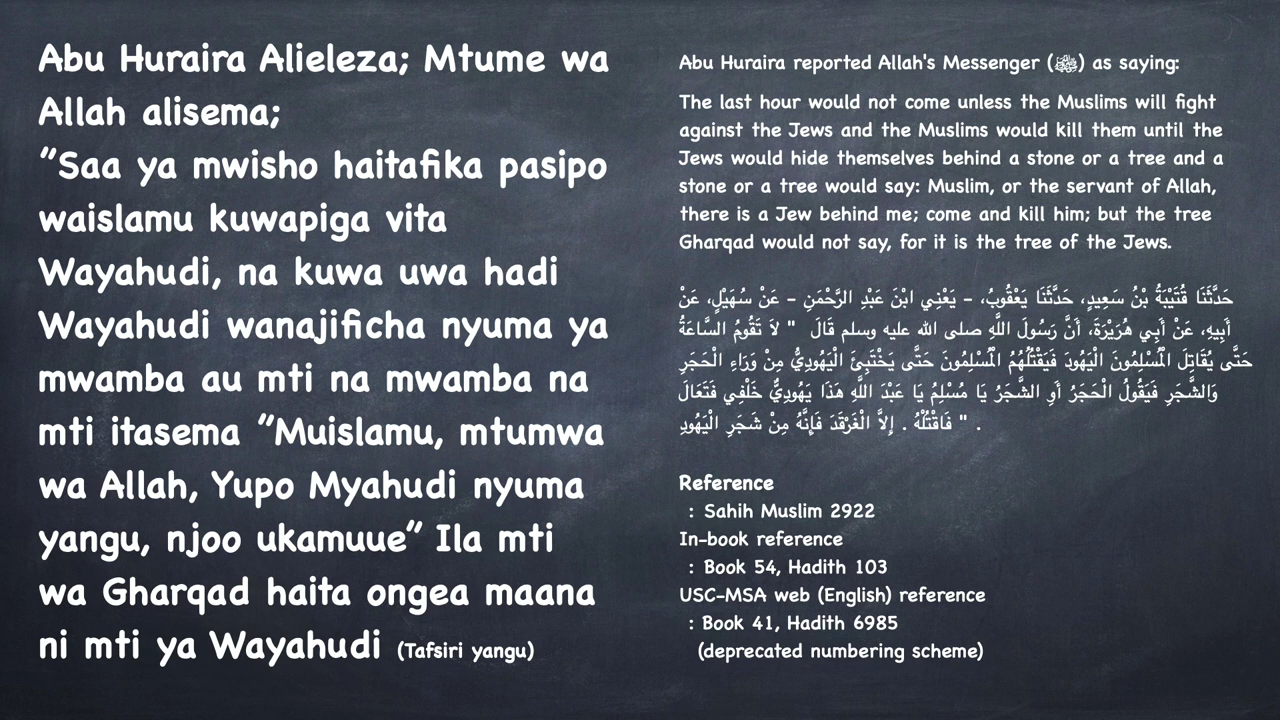 Abu Huraira Alieleza; Mtume wa
Allah alisema;
"Saa ya mwisho haitafika pasipo
waislamu kuwapiga vita
Wayahudi, na kuwa uwa hadi
Wayahudi wanajificha nyuma ya
mwamba au mti na mwamba na
mti itasema "Muislamu, mtumwa
wa Allah, Yupo Myahudi nyuma
yangu, njoo ukamuue" Ila mti
wa Gharqad haita ongea maana
ni mti ya Wayahudi (Tafsiri yangu)
Abu Huraira reported Allah's Messenger (ﷺ) as saying:
The last hour would not come unless the Muslims will fight
against the Jews and the Muslims would kill them until the
Jews would hide themselves behind a stone or a tree and a
stone or a tree would say: Muslim, or the servant of Allah,
there is a Jew behind me; come and kill him; but the tree
Gharqad would not say, for it is the tree of the Jews.
حَدَّثَنَا قُتَيْبَةُ بْنُ سَعِيدٍ، حَدَّثَنَا يَعْقُوبُ، - يَعْنِي ابْنَ عَبْدِ الرَّحْمَنِ - عَنْ سُهَيْلٍ، عَنْ
أَبِيهِ، عَنْ أَبِي هُرَيْرَةَ، أَنَّ رَسُولَ اللَّهِ صلى الله عليه وسلم قَالَ ‏ "‏ لاَ تَقُومُ السَّاعَةُ
حَتَّى يُقَاتِلَ الْمُسْلِمُونَ الْيَهُودَ فَيَقْتُلُهُمُ الْمُسْلِمُونَ حَتَّى يَخْتَبِئَ الْيَهُودِيُّ مِنْ وَرَاءِ الْحَجَرِ
وَالشَّجَرِ فَيَقُولُ الْحَجَرُ أَوِ الشَّجَرُ يَا مُسْلِمُ يَا عَبْدَ اللَّهِ هَذَا يَهُودِيٌّ خَلْفِي فَتَعَالَ
فَاقْتُلْهُ . إِلاَّ الْغَرْقَدَ فَإِنَّهُ مِنْ شَجَرِ الْيَهُودِ " .
Reference
: Sahih Muslim 2922
In-book reference
: Book 54, Hadith 103
USC-MSA web (English) reference
: Book 41, Hadith 6985
(deprecated numbering scheme)